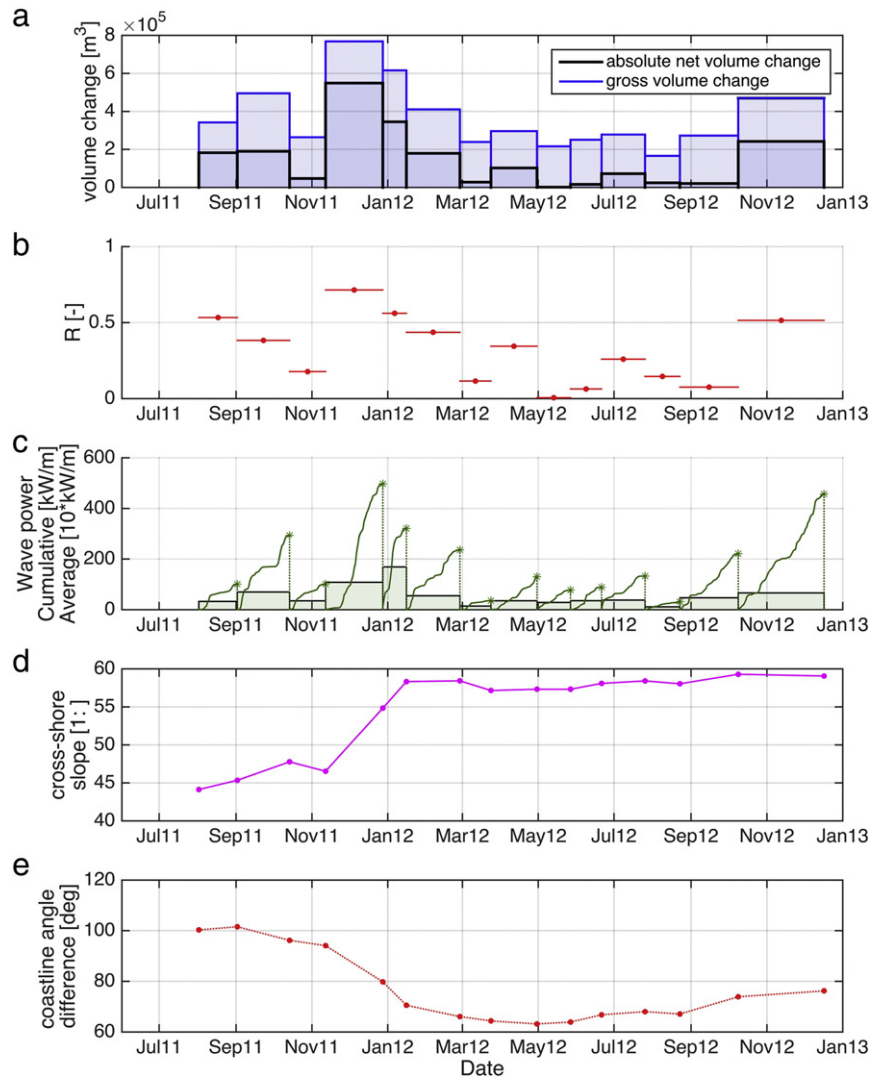 a
8 ×10⁵
6
4
2
0
volume change [m³]
absolute net volume change
gross volume change
Jul11 Sep11 Nov11 Jan12 Mar12 May12 Jul12 Sep12 Nov12 Jan13
b
1
0.5
0
R [-]
Jul11 Sep11 Nov11 Jan12 Mar12 May12 Jul12 Sep12 Nov12 Jan13
c
600
400
200
0
Wave power
Cumulative [kW/m]
Average [10*kW/m]
Jul11 Sep11 Nov11 Jan12 Mar12 May12 Jul12 Sep12 Nov12 Jan13
d
60
55
50
45
40
cross-shore
slope [1: ]
Jul11 Sep11 Nov11 Jan12 Mar12 May12 Jul12 Sep12 Nov12 Jan13
e
120
100
80
60
coastline angle
difference [deg]
Jul11 Sep11 Nov11 Jan12 Mar12 May12 Jul12 Sep12 Nov12 Jan13
Date